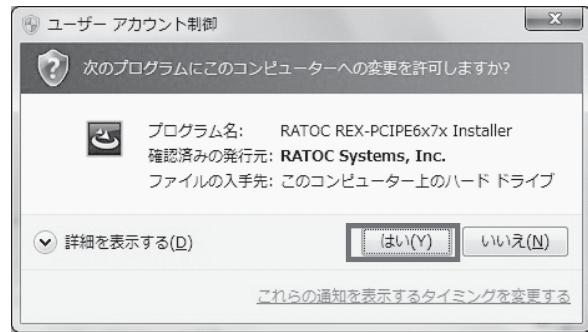 ユーザー アカウント制御
次のプログラムにこのコンピューターへの変更を許可しますか?
プログラム名: RATOC REX-PCIPE6x7x Installer
確認済みの発行元: RATOC Systems, Inc.
ファイルの入手先: このコンピューター上のハード ドライブ
詳細を表示する(D)
はい(Y)
いいえ(N)
これらの通知を表示するタイミングを変更する